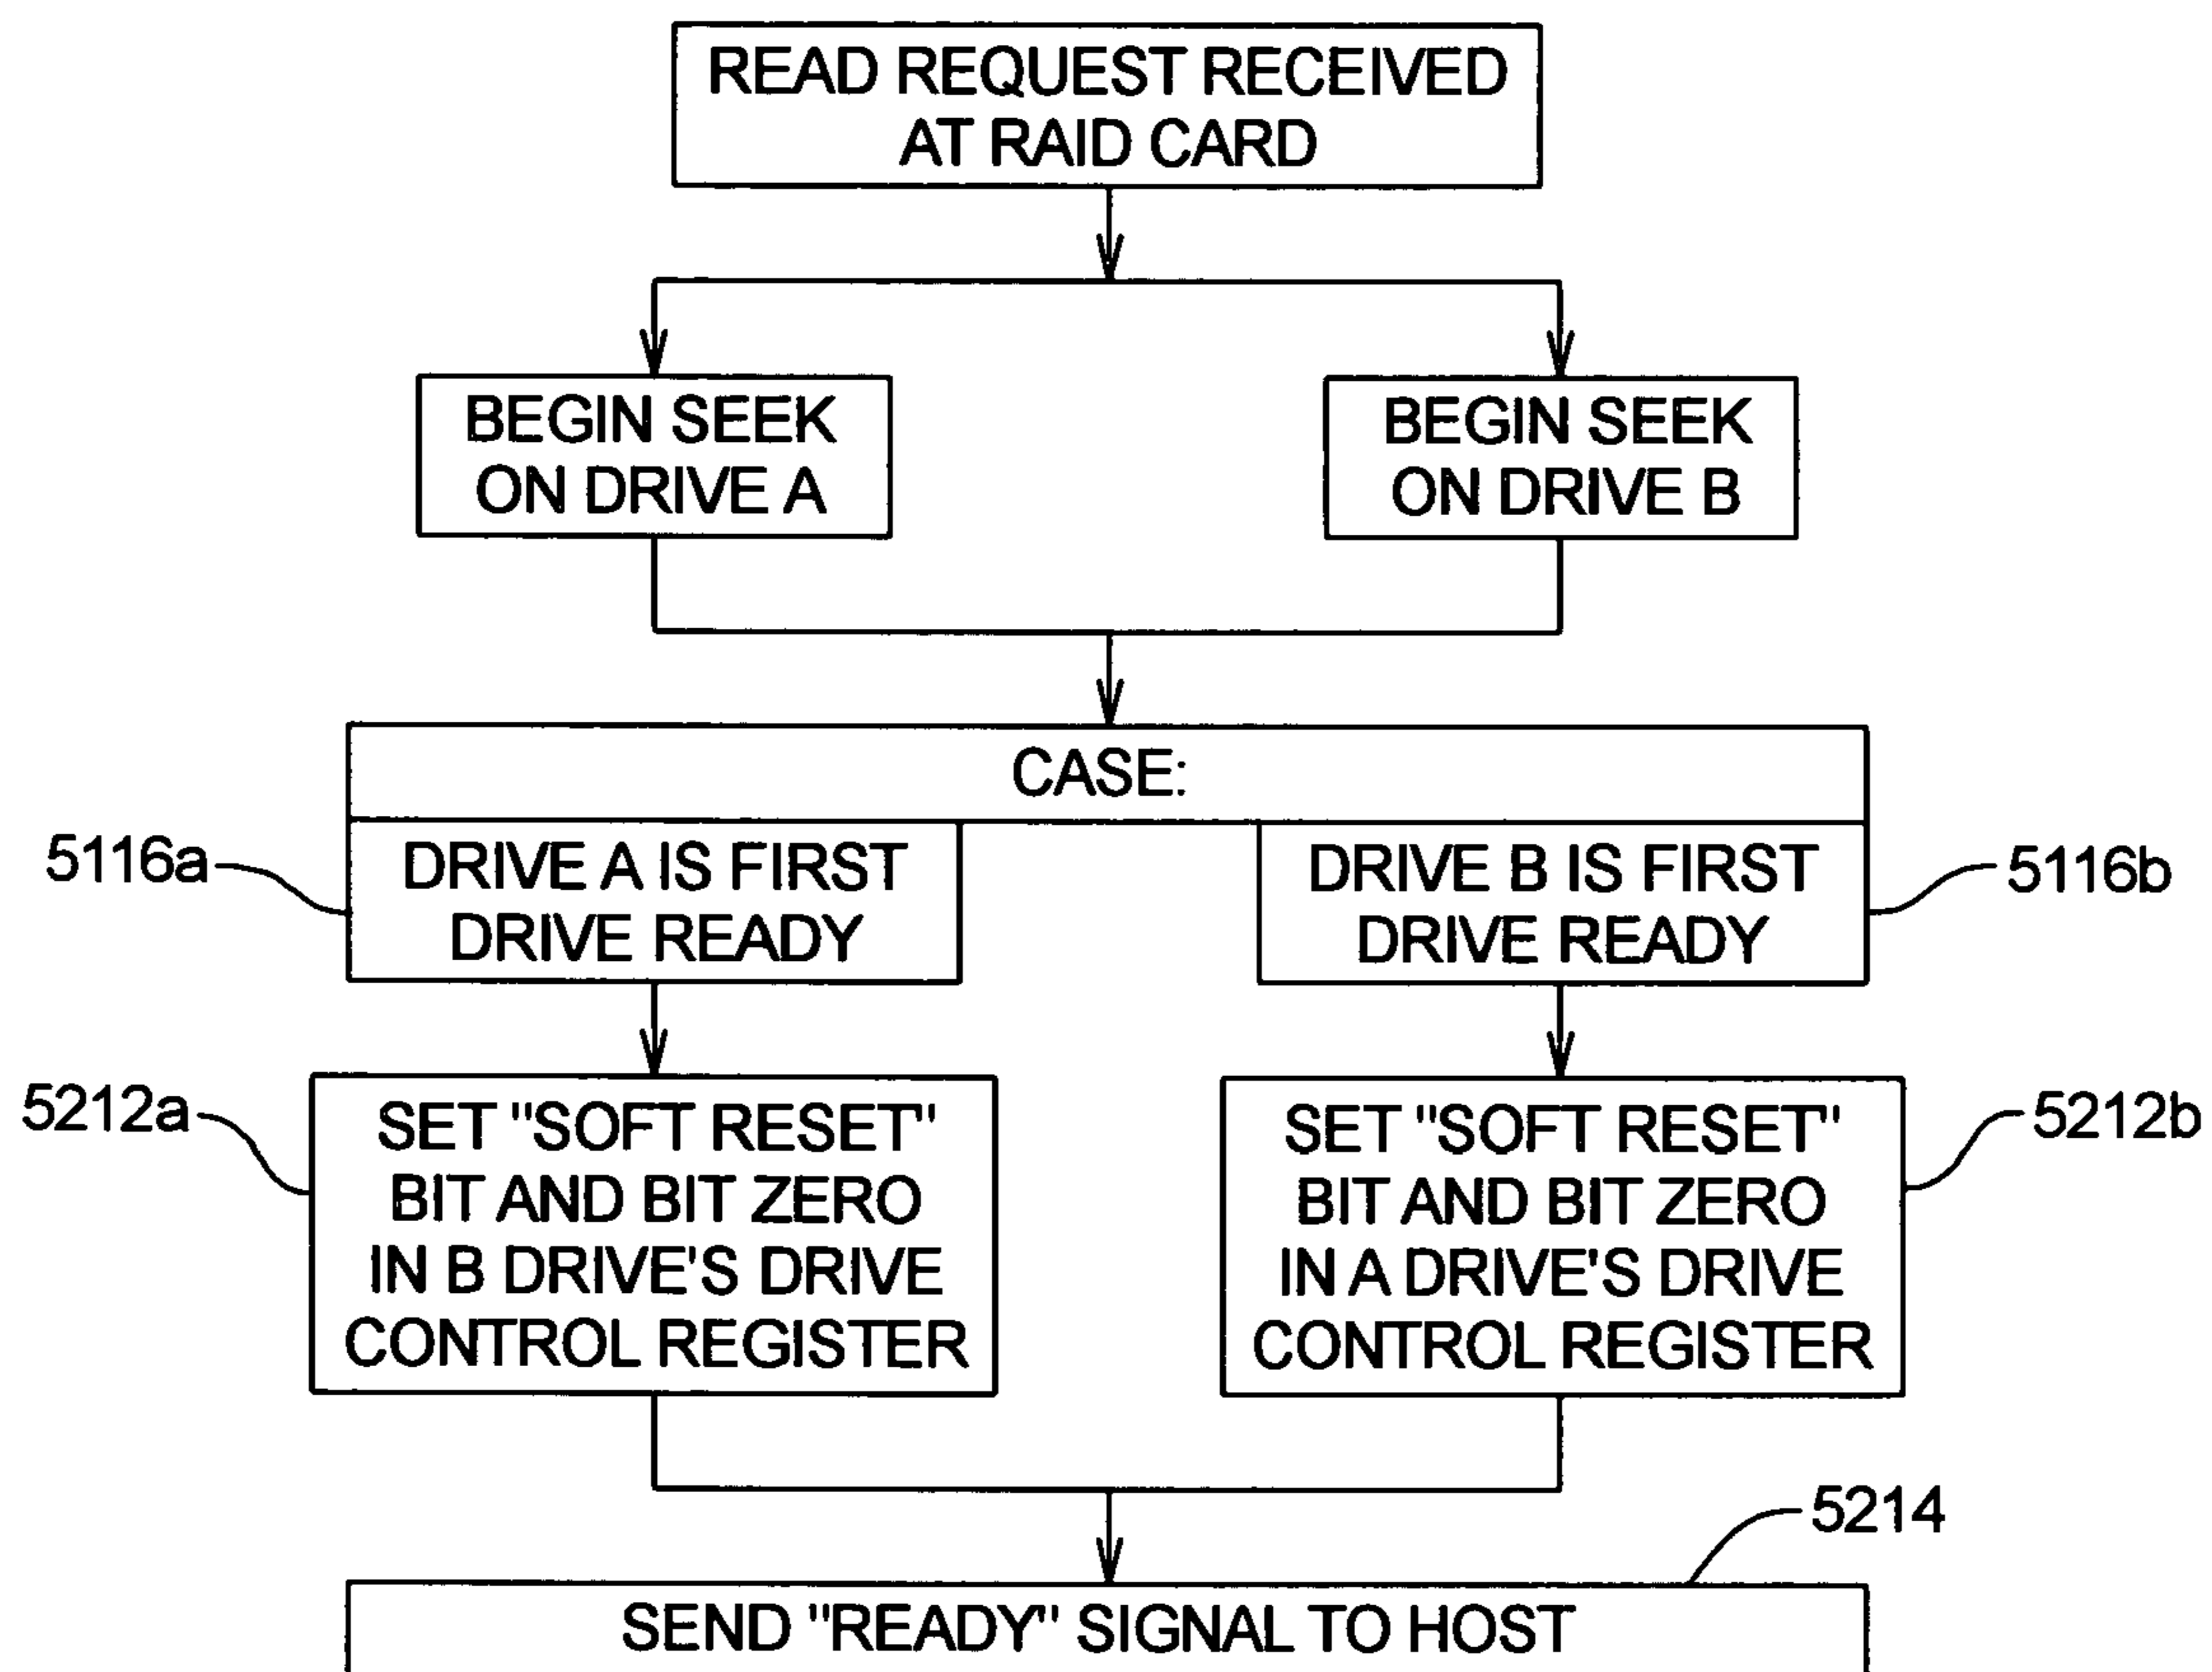 READ REQUEST RECEIVED
AT RAID CARD
BEGIN SEEK
ON DRIVE A
BEGIN SEEK
ON DRIVE B
CASE:
5116a
DRIVE A IS FIRST
DRIVE READY
DRIVE B IS FIRST
DRIVE READY
5116b
5212a
SET "SOFT RESET"
BIT AND BIT ZERO
IN B DRIVE'S DRIVE
CONTROL REGISTER
SET "SOFT RESET"
BIT AND BIT ZERO
IN A DRIVE'S DRIVE
CONTROL REGISTER
5212b
5214
SEND "READY" SIGNAL TO HOST